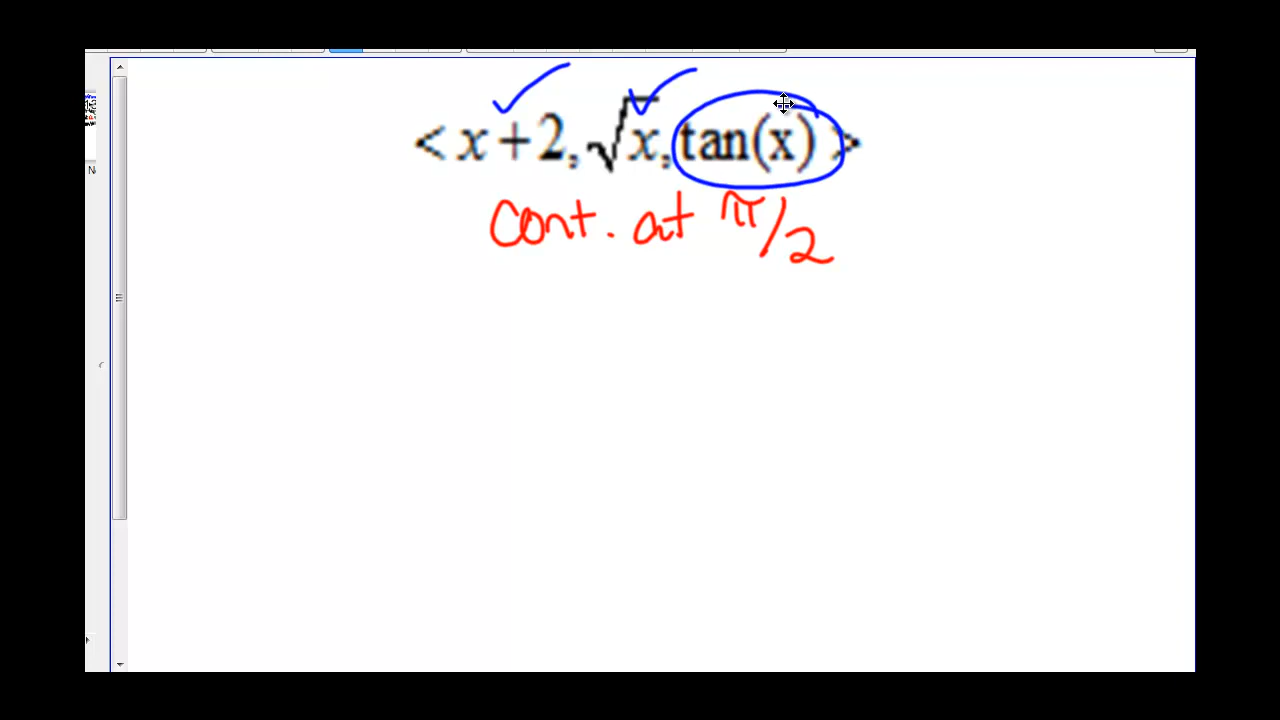 < x + 2, √x, tan(x) >
cont. at π/2
N